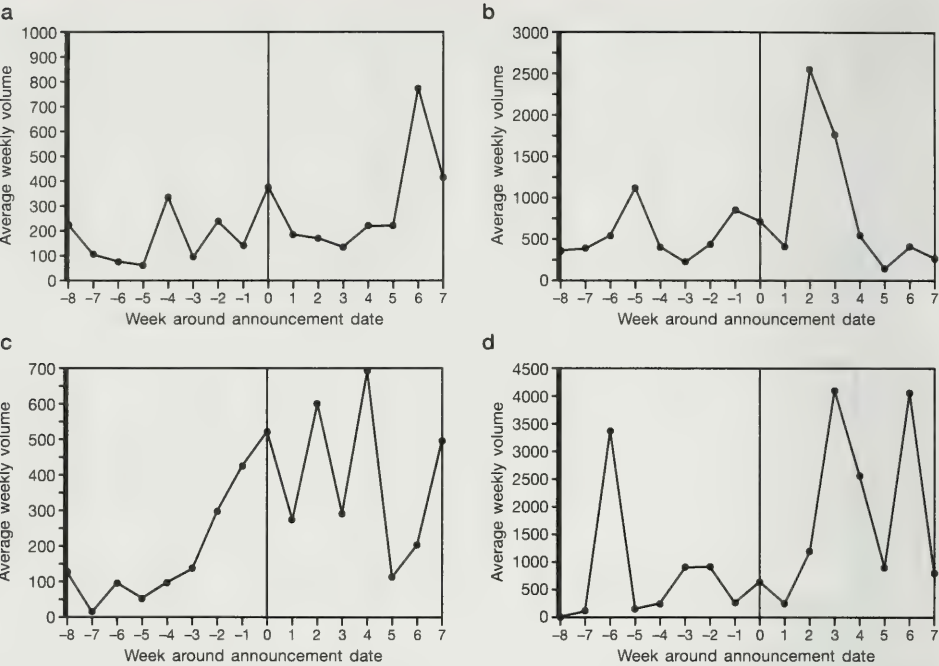 a
1000
900
800
700
600
500
400
300
200
100
0
Average weekly volume
–8 –7 –6 –5 –4 –3 –2 –1 0 1 2 3 4 5 6 7
Week around announcement date
b
3000
2500
2000
1500
1000
500
0
Average weekly volume
–8 –7 –6 –5 –4 –3 –2 –1 0 1 2 3 4 5 6 7
Week around announcement date
c
700
600
500
400
300
200
100
0
Average weekly volume
–8 –7 –6 –5 –4 –3 –2 –1 0 1 2 3 4 5 6 7
Week around announcement date
d
4500
4000
3500
3000
2500
2000
1500
1000
500
0
Average weekly volume
–8 –7 –6 –5 –4 –3 –2 –1 0 1 2 3 4 5 6 7
Week around announcement date